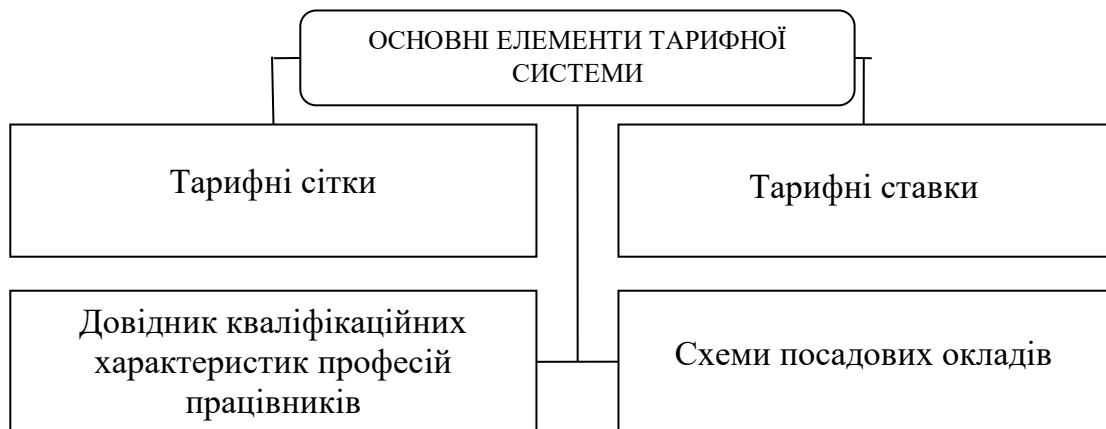 ОСНОВНІ ЕЛЕМЕНТИ ТАРИФНОЇ
СИСТЕМИ
Тарифні сітки
Тарифні ставки
Довідник кваліфікаційних
характеристик професій
працівників
Схеми посадових окладів